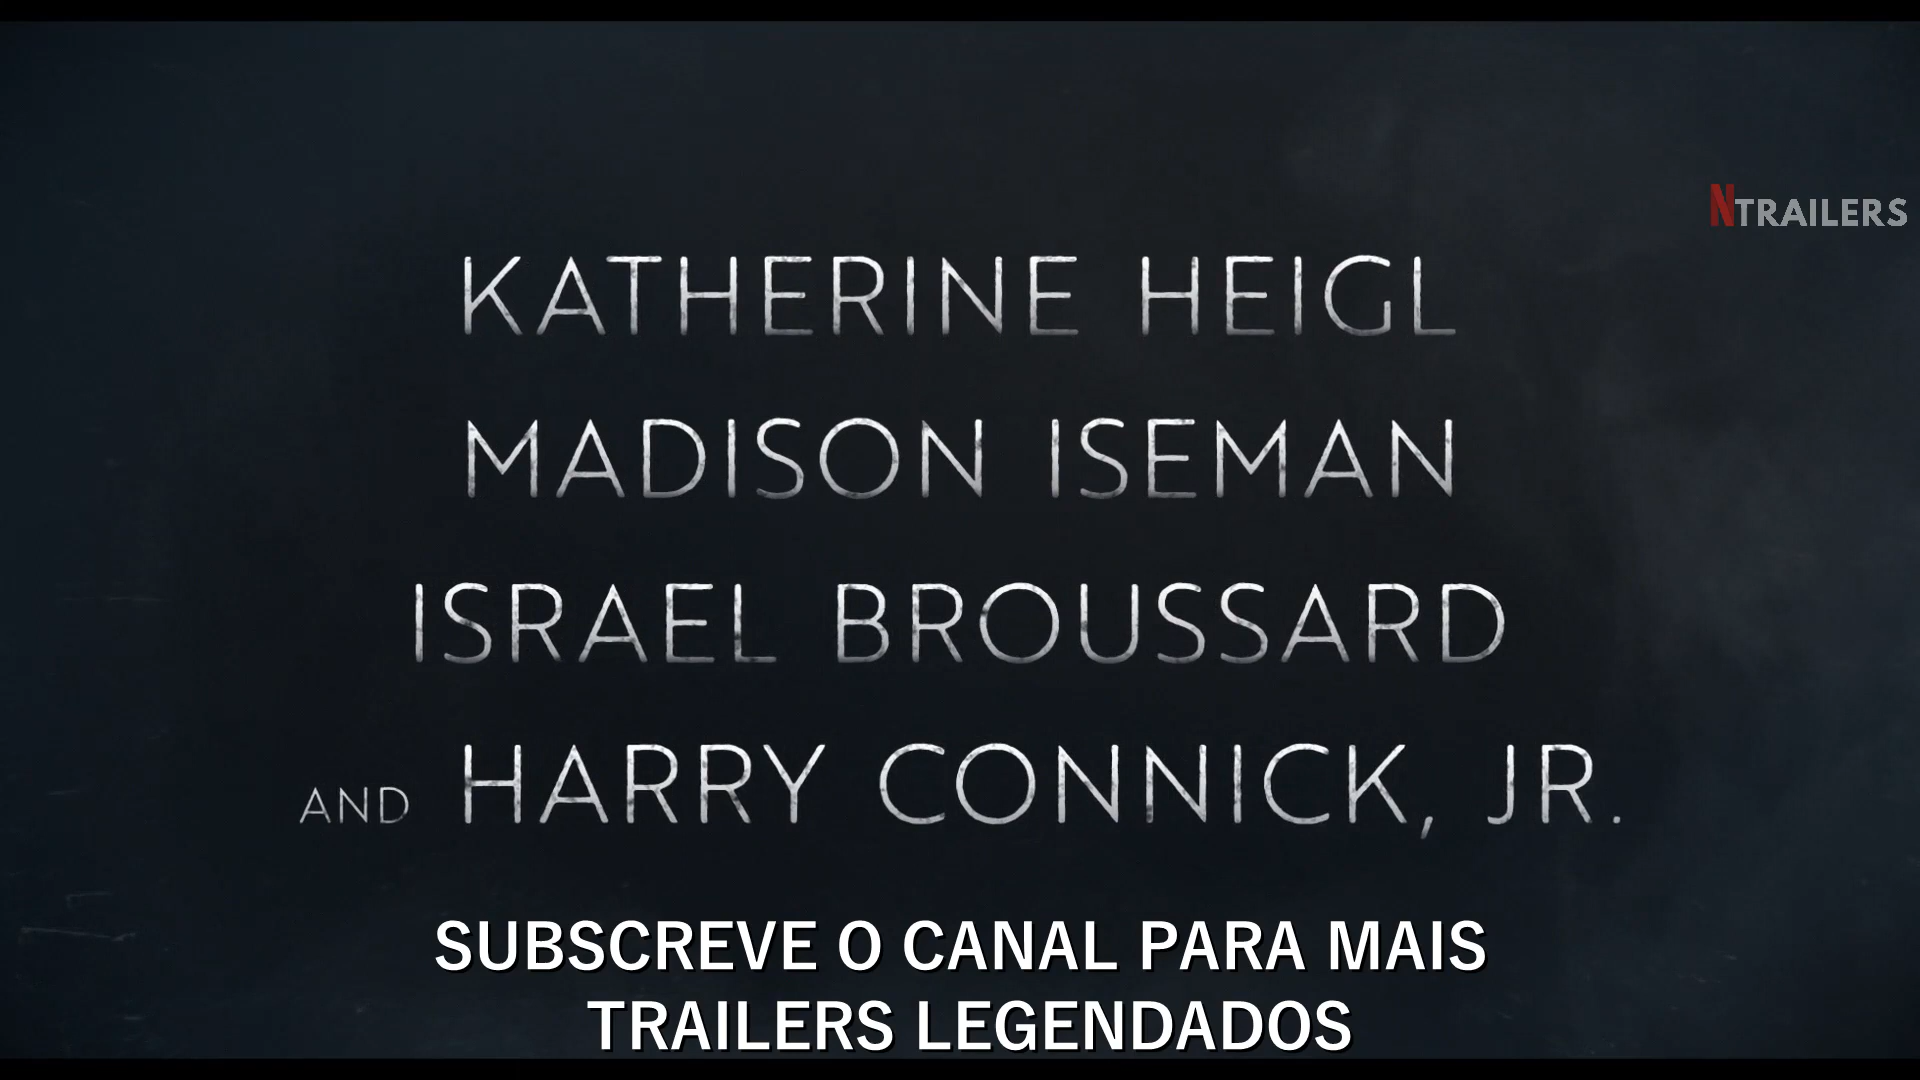 NTRAILERS
KATHERINE HEIGL
MADISON ISEMAN
ISRAEL BROUSSARD
AND HARRY CONNICK, JR.
SUBSCREVE O CANAL PARA MAIS
TRAILERS LEGENDADOS